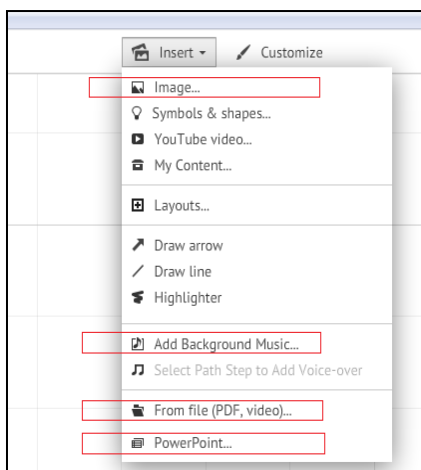 Insert Customize
Image...
Symbols & shapes...
YouTube video...
My Content...
Layouts...
Draw arrow
Draw line
Highlighter
Add Background Music...
Select Path Step to Add Voice-over
From file (PDF, video)...
PowerPoint...